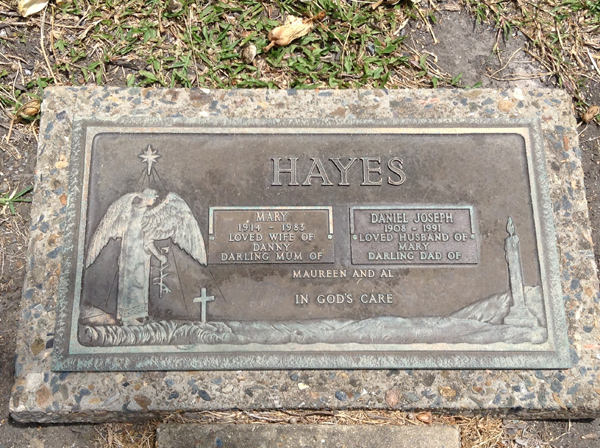 HAYES
MARY
1914 - 1983
LOVED WIFE OF
DANNY
DARLING MUM OF
DANIEL JOSEPH
1908 - 1991
LOVED HUSBAND OF
MARY
DARLING DAD OF
MAUREEN AND AL
IN GOD'S CARE